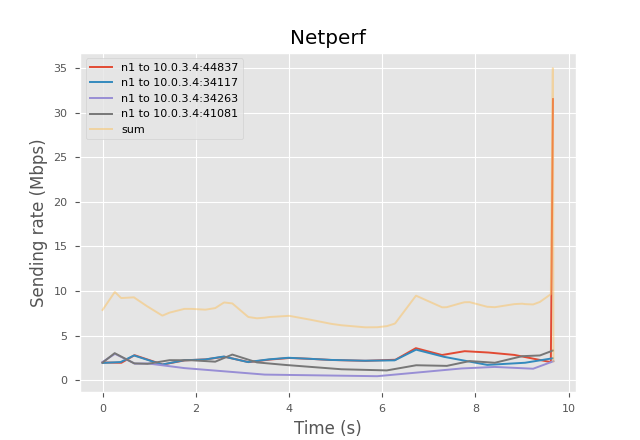 Netperf
n1 to 10.0.3.4:44837
n1 to 10.0.3.4:34117
n1 to 10.0.3.4:34263
n1 to 10.0.3.4:41081
sum
Sending rate (Mbps)
35
30
25
20
15
10
5
0
0 2 4 6 8 10
Time (s)